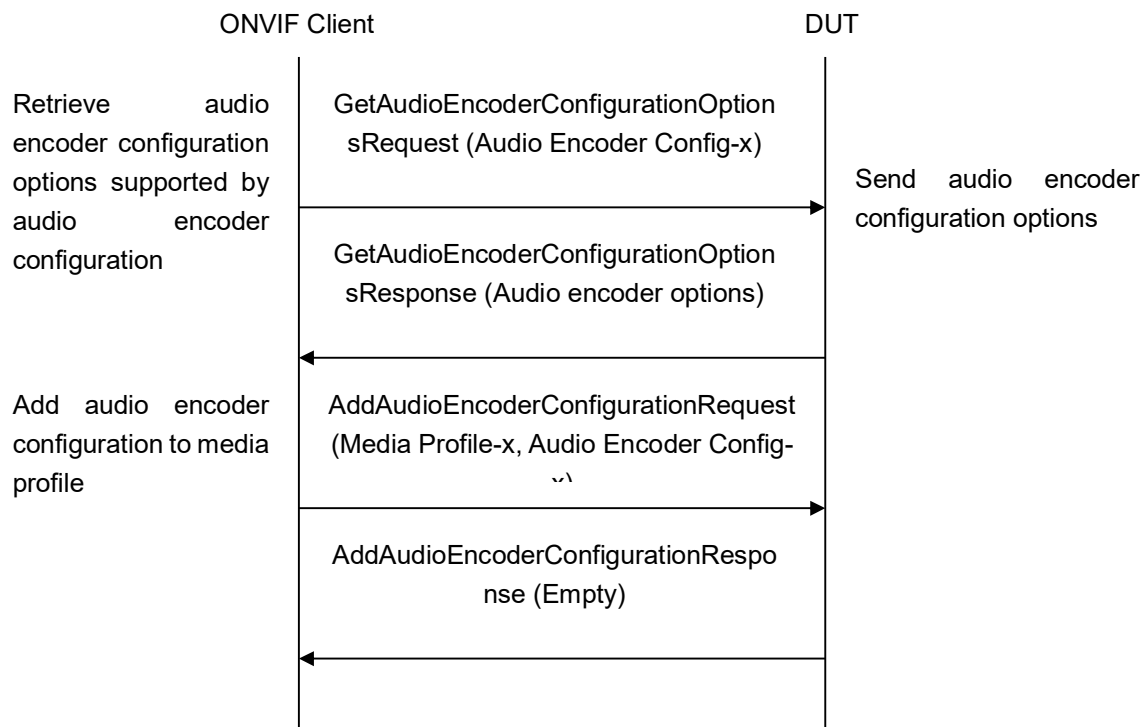 ONVIF Client
DUT
Retrieve audio
encoder configuration
options supported by
audio encoder
configuration
GetAudioEncoderConfigurationOption
sRequest (Audio Encoder Config-x)
Send audio encoder
configuration options
GetAudioEncoderConfigurationOption
sResponse (Audio encoder options)
Add audio encoder
configuration to media
profile
AddAudioEncoderConfigurationRequest
(Media Profile-x, Audio Encoder Config-
x)
AddAudioEncoderConfigurationRespo
nse (Empty)